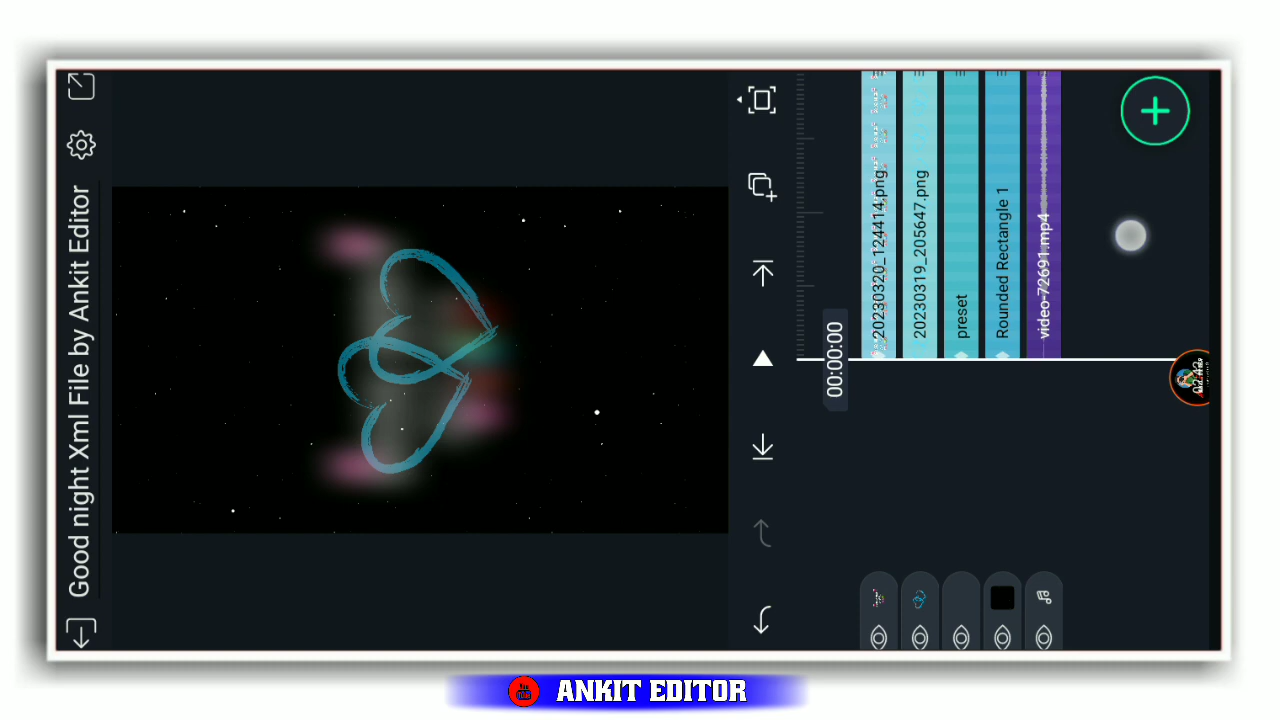 Good night Xml File by Ankit Editor
00:00:00
20230320_124414.png
20230319_205647.png
preset
Rounded Rectangle 1
video-72691.mp4
ANKIT EDITOR